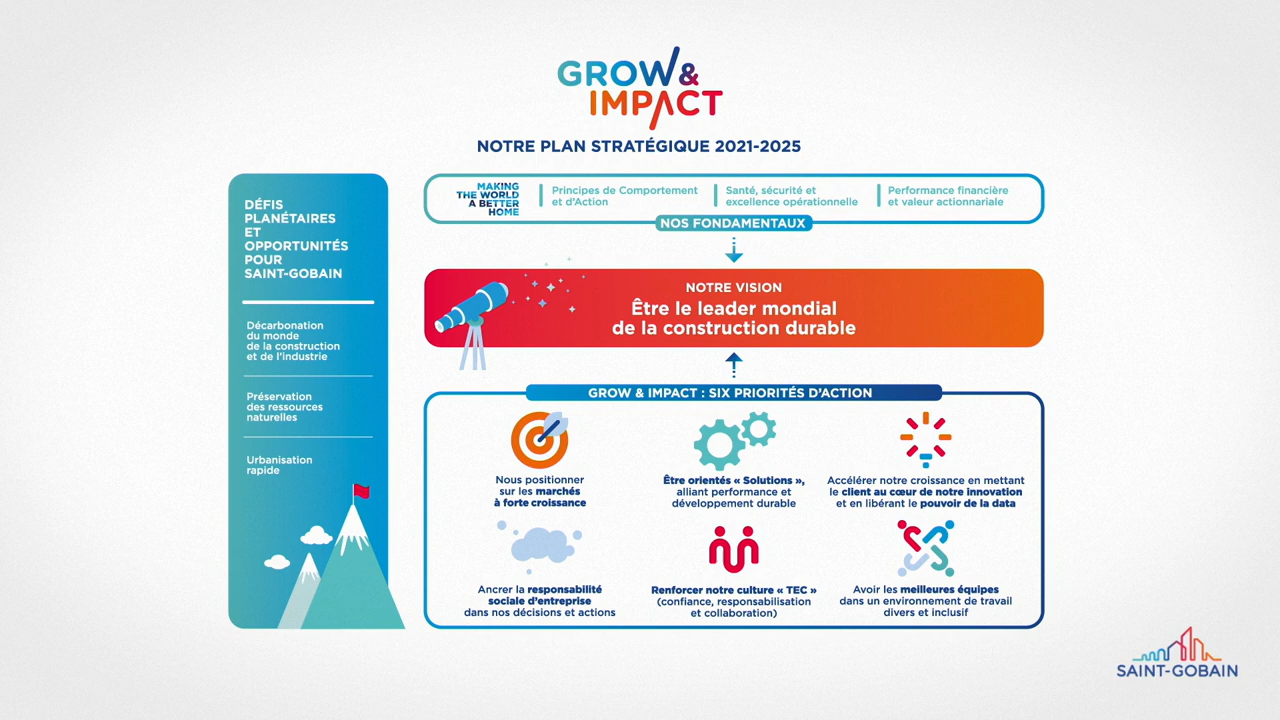 GROW &
IMPACT
NOTRE PLAN STRATÉGIQUE 2021-2025
DÉFIS
PLANÉTAIRES
ET
OPPORTUNITÉS
POUR
SAINT-GOBAIN
Décarbonation
du monde
de la construction
et de l'industrie
Préservation
des ressources
naturelles
Urbanisation
rapide
MAKING
THE WORLD
A BETTER
HOME
Principes de Comportement
et d'Action
Santé, sécurité et
excellence opérationnelle
Performance financière
et valeur actionnariale
NOS FONDAMENTAUX
NOTRE VISION
Être le leader mondial
de la construction durable
GROW & IMPACT : SIX PRIORITÉS D'ACTION
Nous positionner
sur les marchés
à forte croissance
Être orientés « Solutions »,
alliant performance et
développement durable
Accélérer notre croissance en mettant
le client au cœur de notre innovation
et en libérant le pouvoir de la data
Ancrer la responsabilité
sociale d'entreprise
dans nos décisions et actions
Renforcer notre culture « TEC »
(confiance, responsabilisation
et collaboration)
Avoir les meilleures équipes
dans un environnement de travail
divers et inclusif
SAINT-GOBAIN